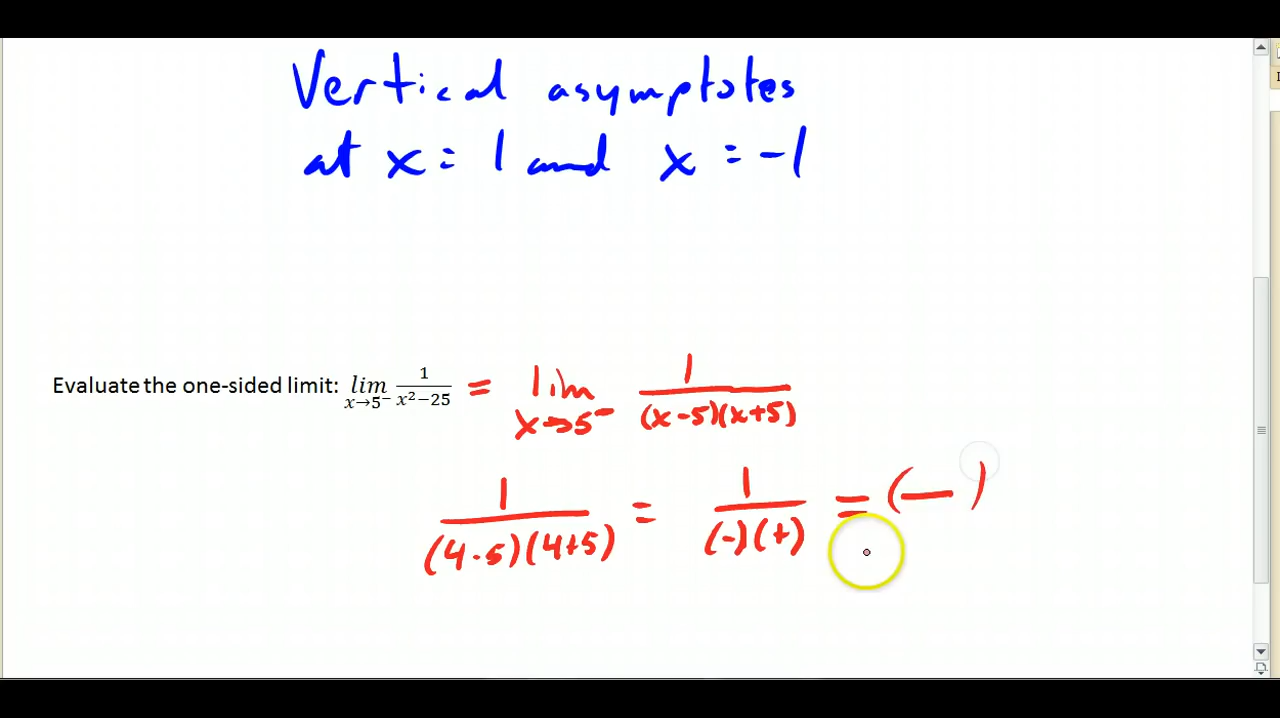 Vertical asymptotes
at x = 1 and x = -1
Evaluate the one-sided limit: lim x→5⁻ 1/(x²−25) = lim x→5⁻ 1/((x-5)(x+5))
1/((4-5)(4+5)) = 1/((-)(+)) = (—)